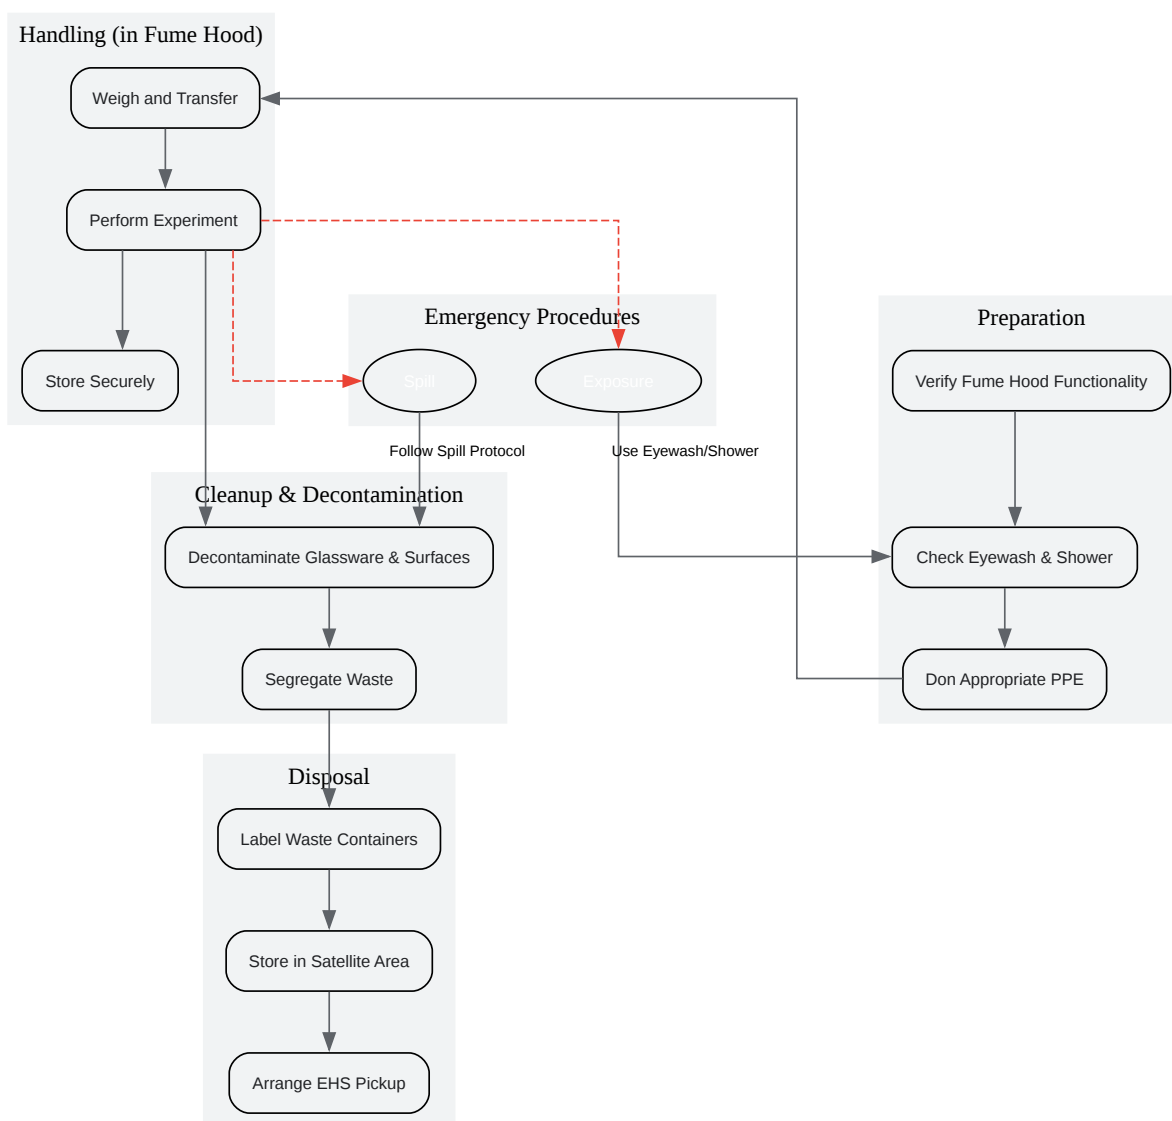 Handling (in Fume Hood)
Weigh and Transfer
Perform Experiment
Store Securely
Emergency Procedures
Spill
Exposure
Follow Spill Protocol
Use Eyewash/Shower
Preparation
Verify Fume Hood Functionality
Check Eyewash & Shower
Don Appropriate PPE
Cleanup & Decontamination
Decontaminate Glassware & Surfaces
Segregate Waste
Disposal
Label Waste Containers
Store in Satellite Area
Arrange EHS Pickup